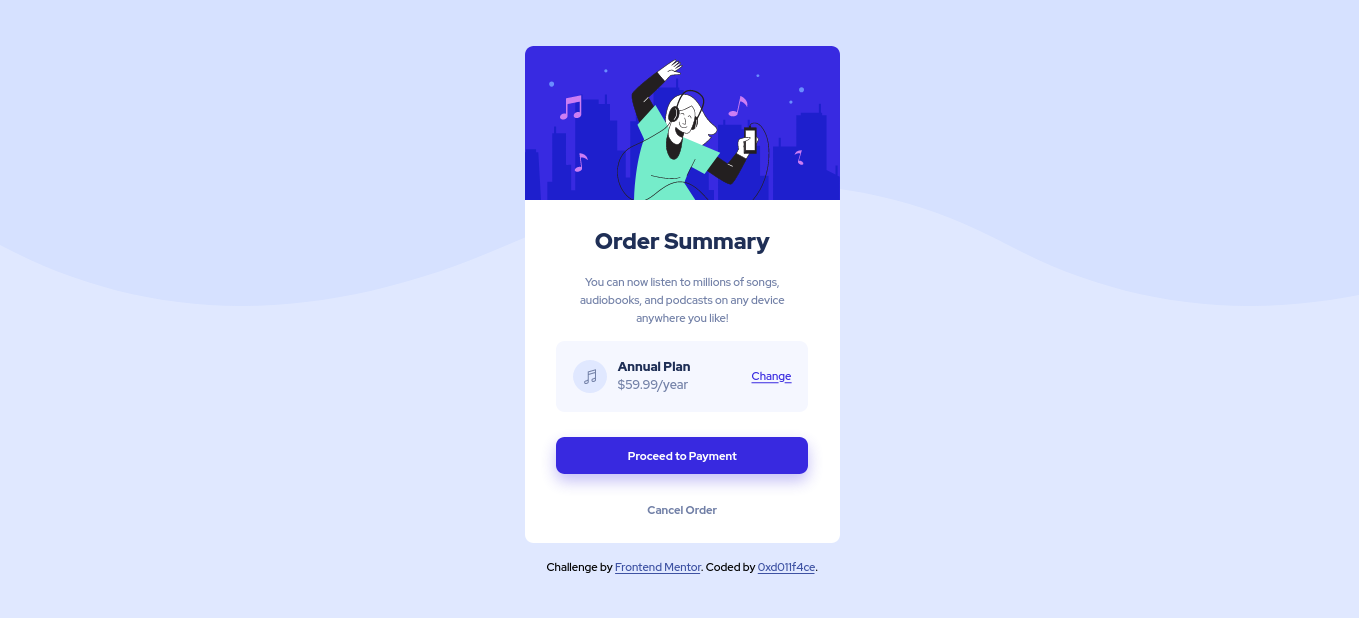 Order Summary
You can now listen to millions of songs,
audiobooks, and podcasts on any device
anywhere you like!
Annual Plan
$59.99/year
Change
Proceed to Payment
Cancel Order
Challenge by Frontend Mentor. Coded by 0xd011f4ce.